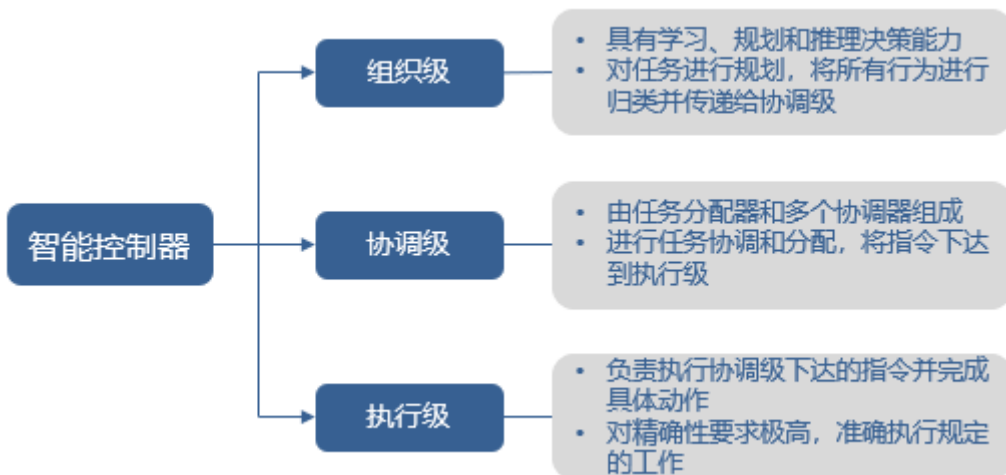 组织级
• 具有学习、规划和推理决策能力
• 对任务进行规划，将所有行为进行
归类并传递给协调级
智能控制器
协调级
• 由任务分配器和多个协调器组成
• 进行任务协调和分配，将指令下达
到执行级
执行级
• 负责执行协调级下达的指令并完成
具体动作
• 对精确性要求极高，准确执行规定
的工作